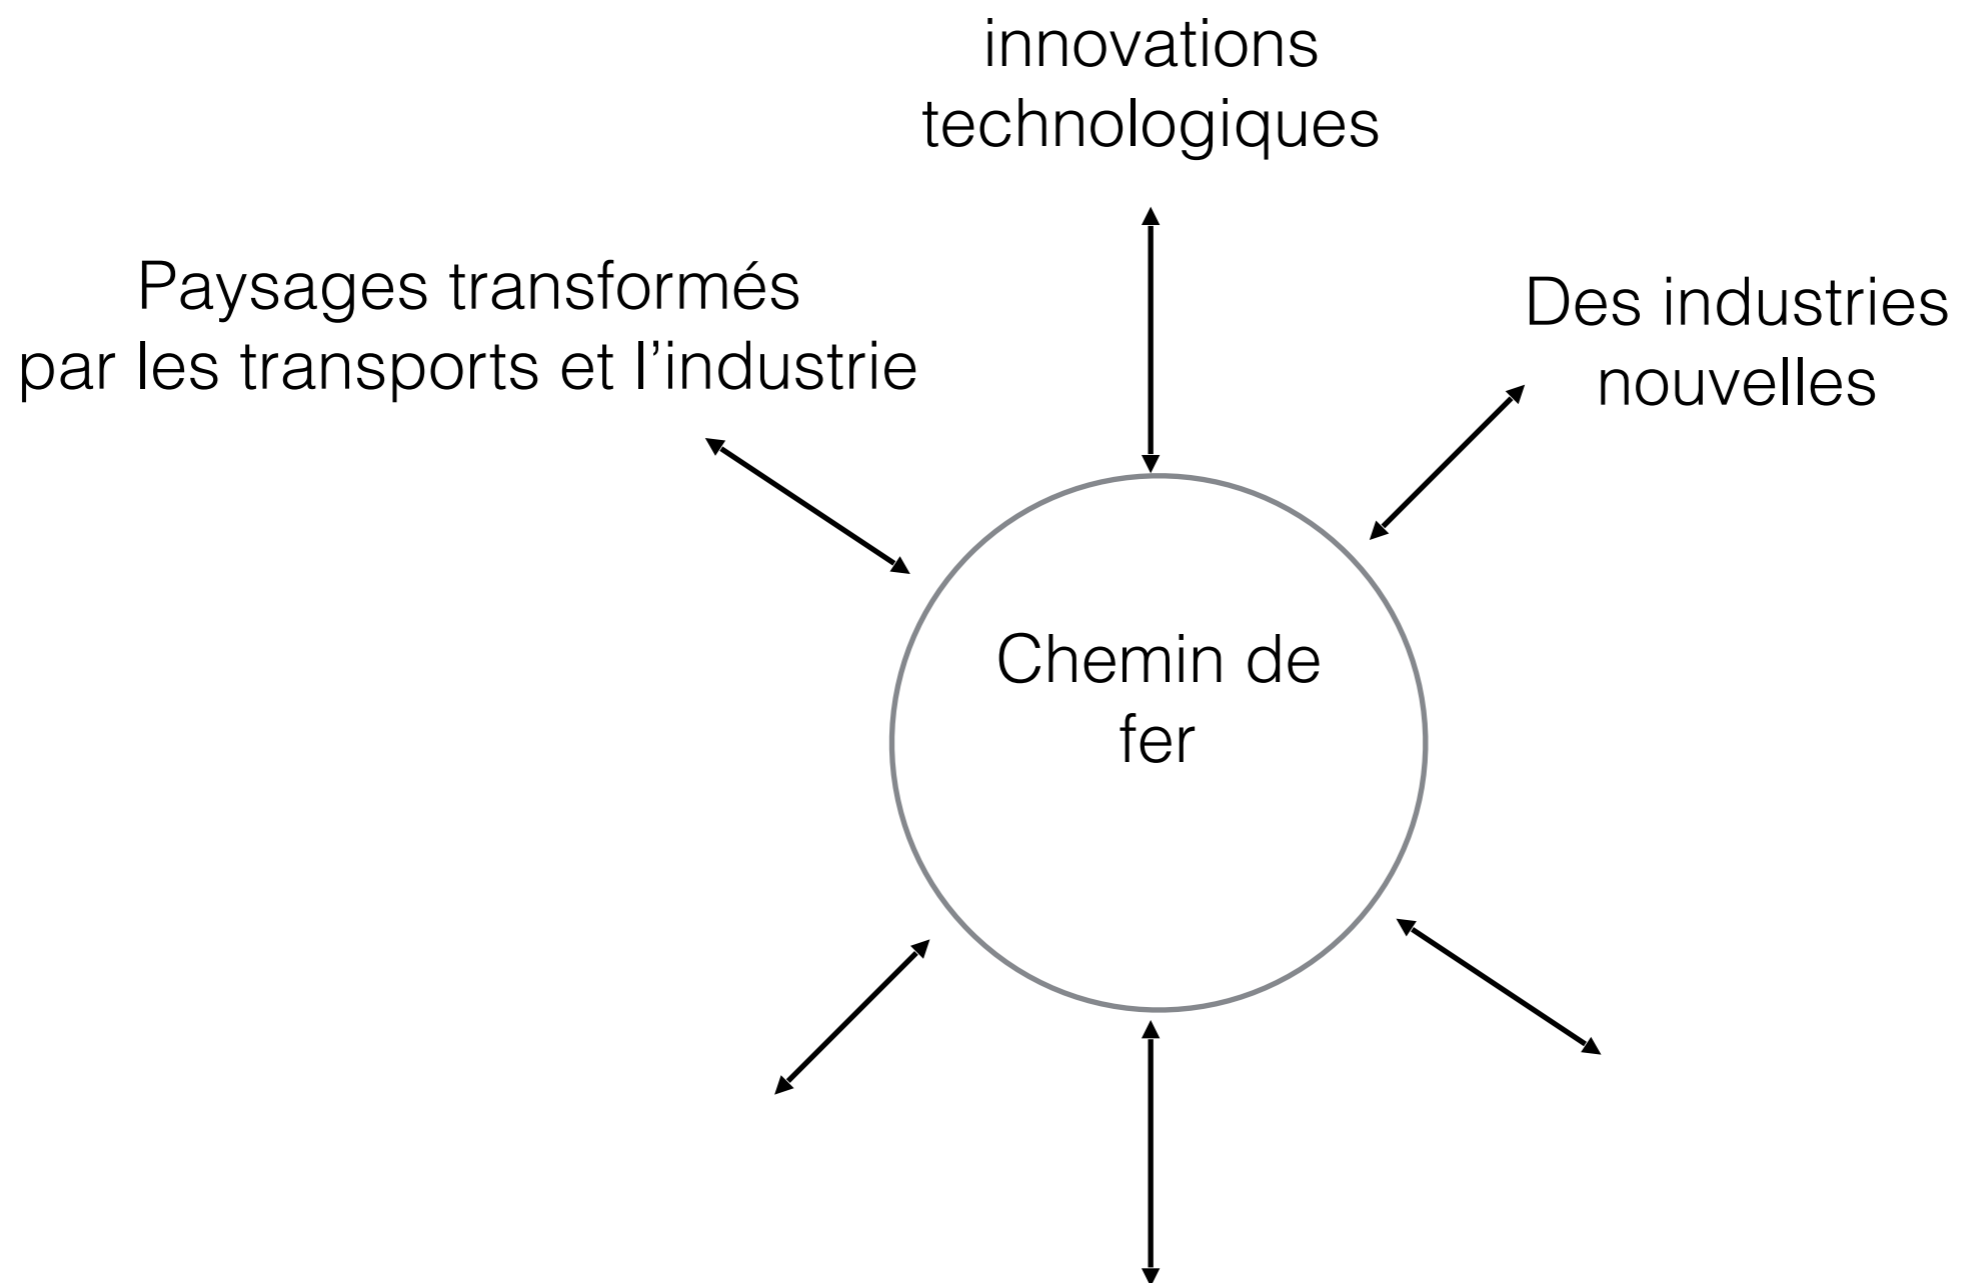 innovations
technologiques
Paysages transformés
par les transports et l’industrie
Des industries
nouvelles
Chemin de
fer